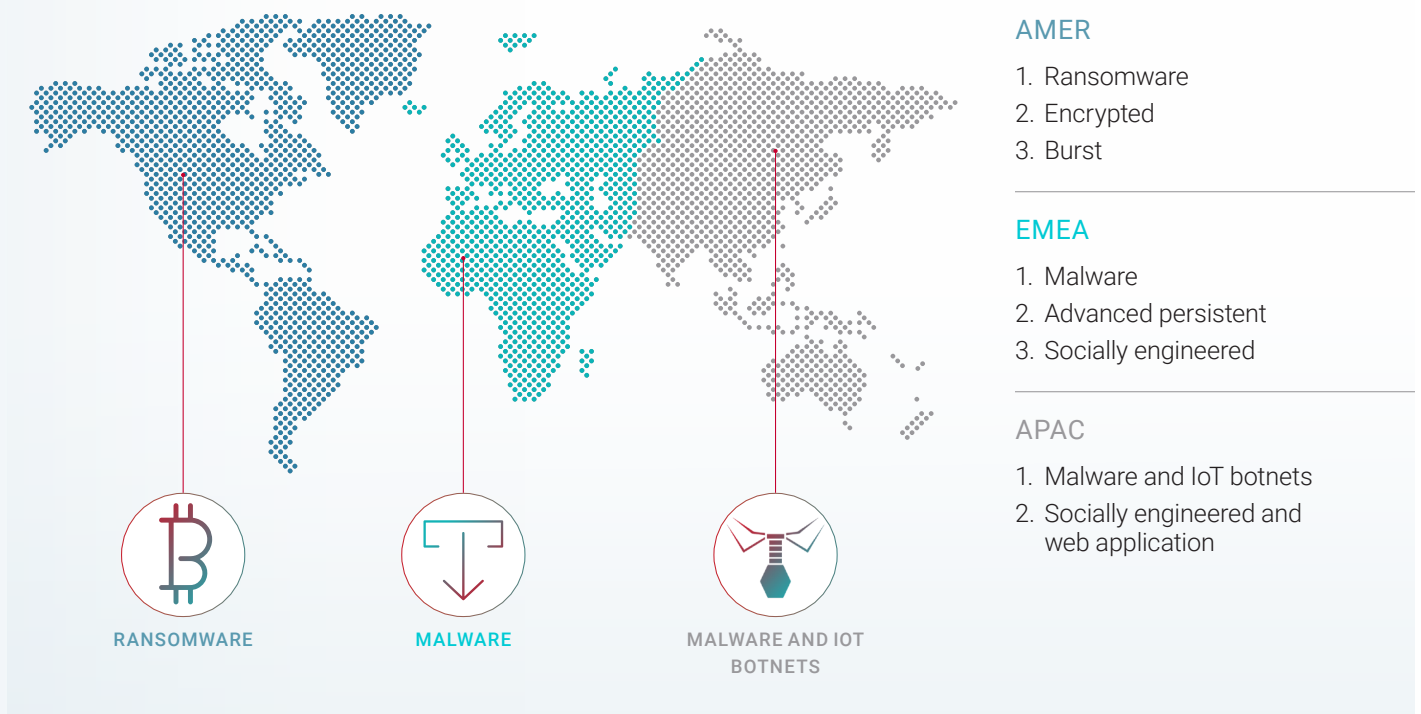 AMER
1. Ransomware
2. Encrypted
3. Burst
EMEA
1. Malware
2. Advanced persistent
3. Socially engineered
APAC
1. Malware and IoT botnets
2. Socially engineered and
web application
RANSOMWARE
MALWARE
MALWARE AND IOT
BOTNETS